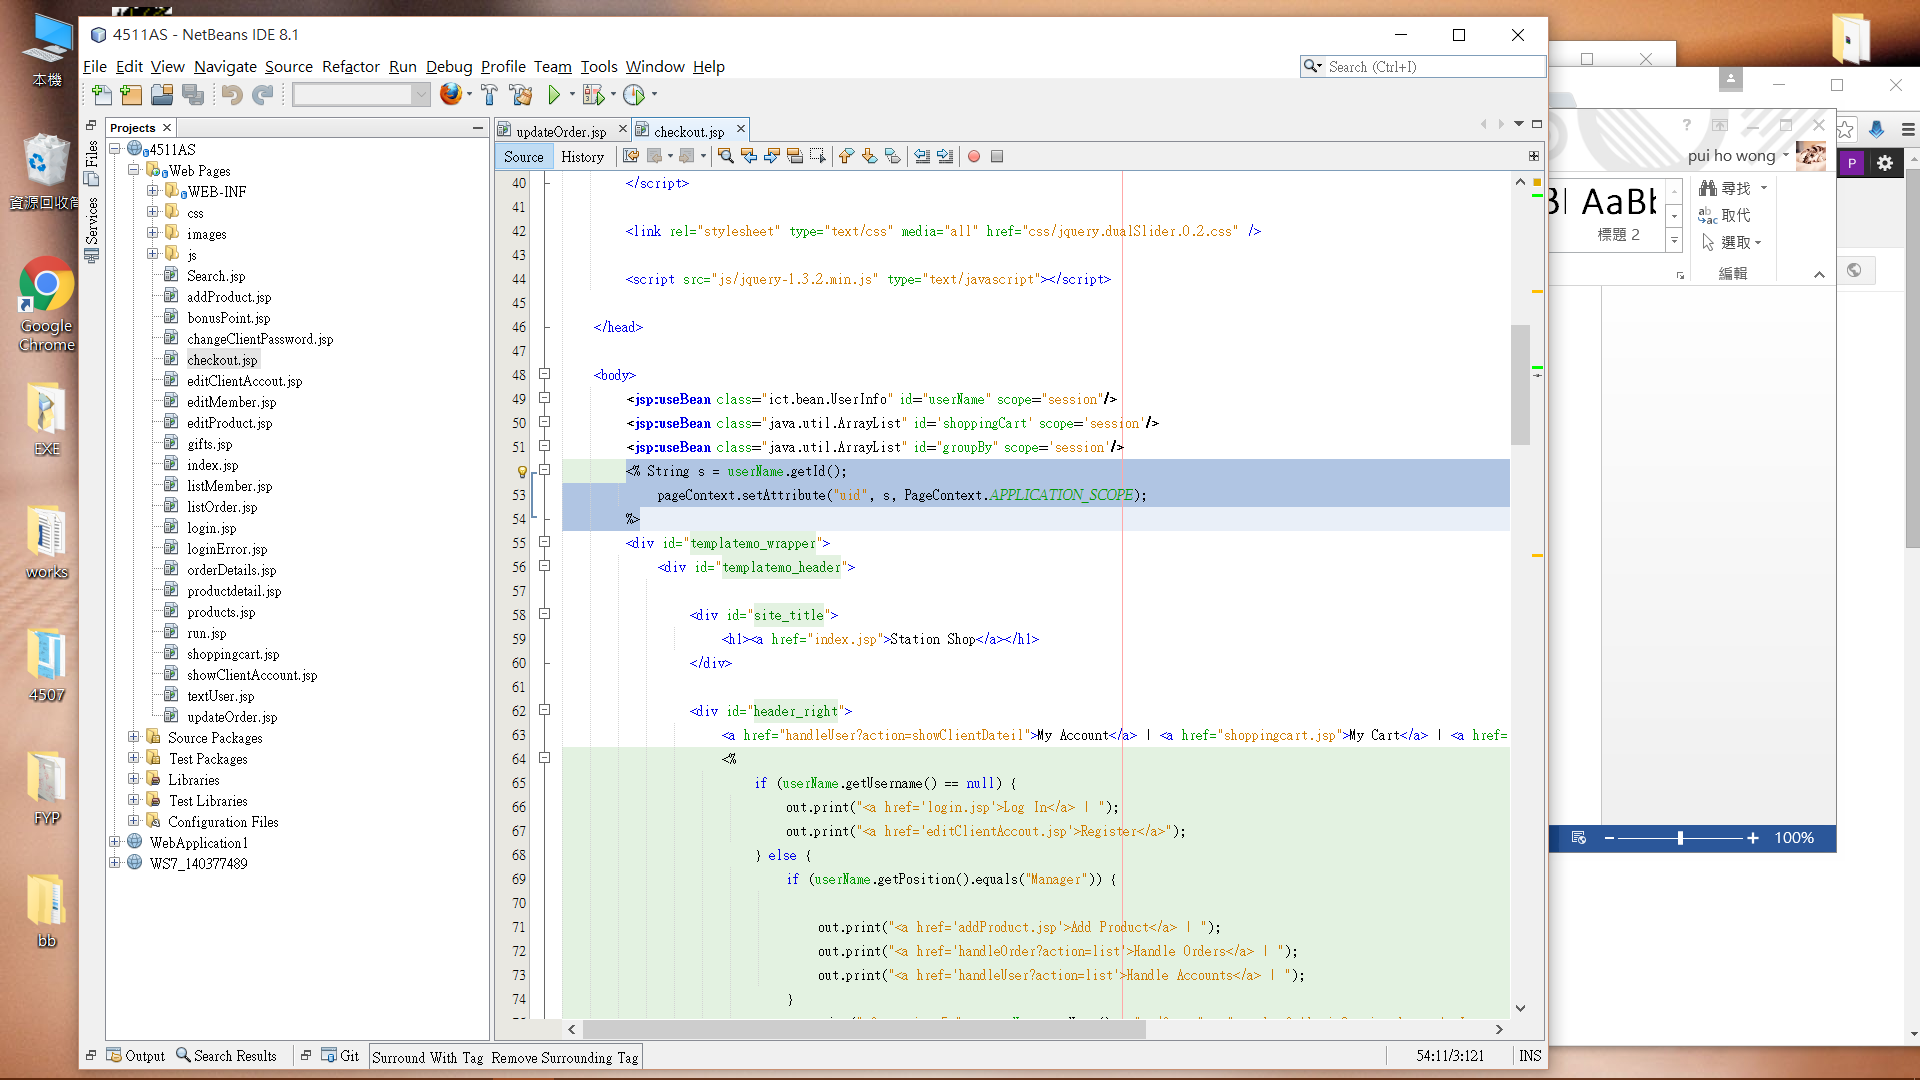 本機
資源回收筒
Google
Chrome
EXE
works
4507
FYP
bb
4511AS - NetBeans IDE 8.1
File Edit View Navigate Source Refactor Run Debug Profile Team Tools Window Help
Search (Ctrl+I)
Files
Services
Projects
4511AS
Web Pages
WEB-INF
css
images
js
Search.jsp
addProduct.jsp
bonusPoint.jsp
changeClientPassword.jsp
checkout.jsp
editClientAccout.jsp
editMember.jsp
editProduct.jsp
gifts.jsp
index.jsp
listMember.jsp
listOrder.jsp
login.jsp
loginError.jsp
orderDetails.jsp
productdetail.jsp
products.jsp
run.jsp
shoppingcart.jsp
showClientAccount.jsp
textUser.jsp
updateOrder.jsp
Source Packages
Test Packages
Libraries
Test Libraries
Configuration Files
WebApplication1
WS7_140377489
updateOrder.jsp checkout.jsp
Source History
40 </script>
41
42 <link rel="stylesheet" type="text/css" media="all" href="css/jquery.dualSlider.0.2.css" />
43
44 <script src="js/jquery-1.3.2.min.js" type="text/javascript"></script>
45
46 </head>
47
48 <body>
49 <jsp:useBean class="ict.bean.UserInfo" id="userName" scope="session"/>
50 <jsp:useBean class="java.util.ArrayList" id='shoppingCart' scope='session'/>
51 <jsp:useBean class="java.util.ArrayList" id="groupBy" scope='session'/>
<% String s = userName.getId();
53 pageContext.setAttribute("uid", s, PageContext.APPLICATION_SCOPE);
54 %>
55 <div id="templatemo_wrapper">
56 <div id="templatemo_header">
57
58 <div id="site_title">
59 <h1><a href="index.jsp">Station Shop</a></h1>
60 </div>
61
62 <div id="header_right">
63 <a href="handleUser?action=showClientDateil">My Account</a> | <a href="shoppingcart.jsp">My Cart</a> | <a href=
64 <%
65 if (userName.getUsername() == null) {
66 out.print("<a href='login.jsp'>Log In</a> | ");
67 out.print("<a href='editClientAccout.jsp'>Register</a>");
68 } else {
69 if (userName.getPosition().equals("Manager")) {
70
71 out.print("<a href='addProduct.jsp'>Add Product</a> | ");
72 out.print("<a href='handleOrder?action=list'>Handle Orders</a> | ");
73 out.print("<a href='handleUser?action=list'>Handle Accounts</a> | ");
74 }
Output Search Results Git Surround With Tag Remove Surrounding Tag
54:11/3:121 INS
pui ho wong
P
AaBb
標題 2
尋找
取代
選取
編輯
100%